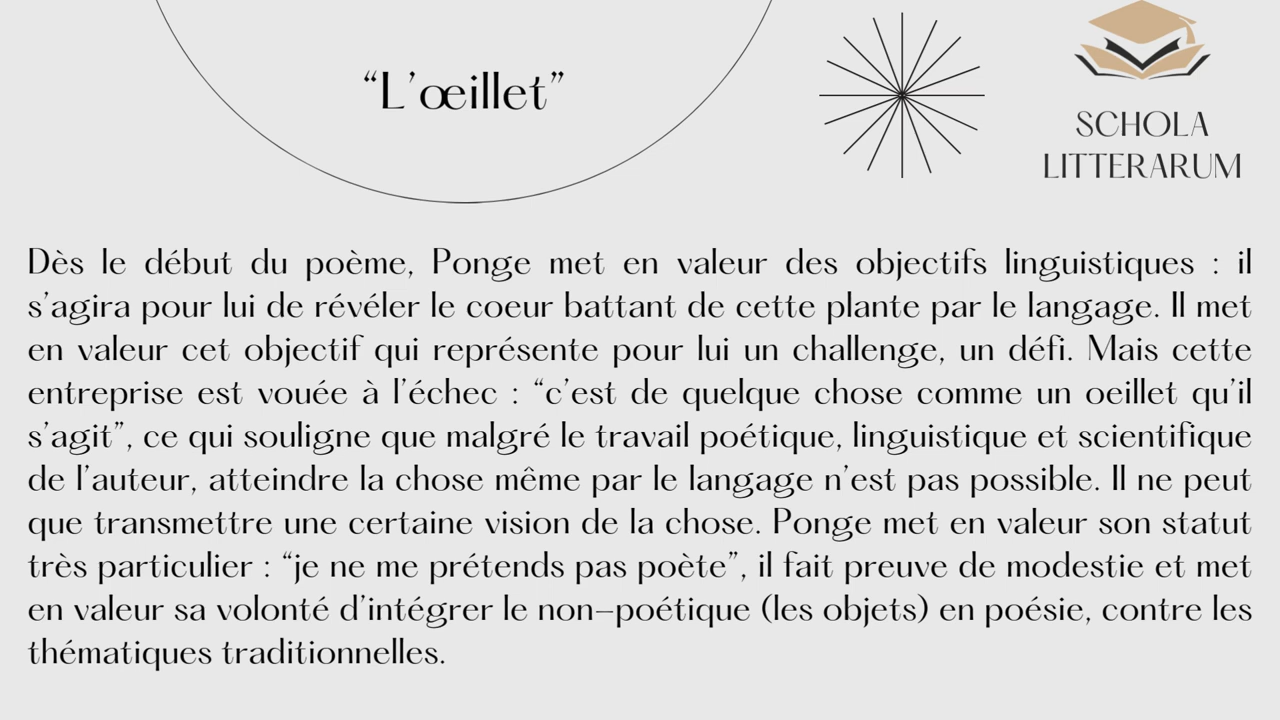 “L’œillet”
SCHOLA
LITTERARUM
Dès le début du poème, Ponge met en valeur des objectifs linguistiques : il
s’agira pour lui de révéler le coeur battant de cette plante par le langage. Il met
en valeur cet objectif qui représente pour lui un challenge, un défi. Mais cette
entreprise est vouée à l’échec : “c’est de quelque chose comme un oeillet qu’il
s’agit”, ce qui souligne que malgré le travail poétique, linguistique et scientifique
de l’auteur, atteindre la chose même par le langage n’est pas possible. Il ne peut
que transmettre une certaine vision de la chose. Ponge met en valeur son statut
très particulier : “je ne me prétends pas poète”, il fait preuve de modestie et met
en valeur sa volonté d’intégrer le non–poétique (les objets) en poésie, contre les
thématiques traditionnelles.